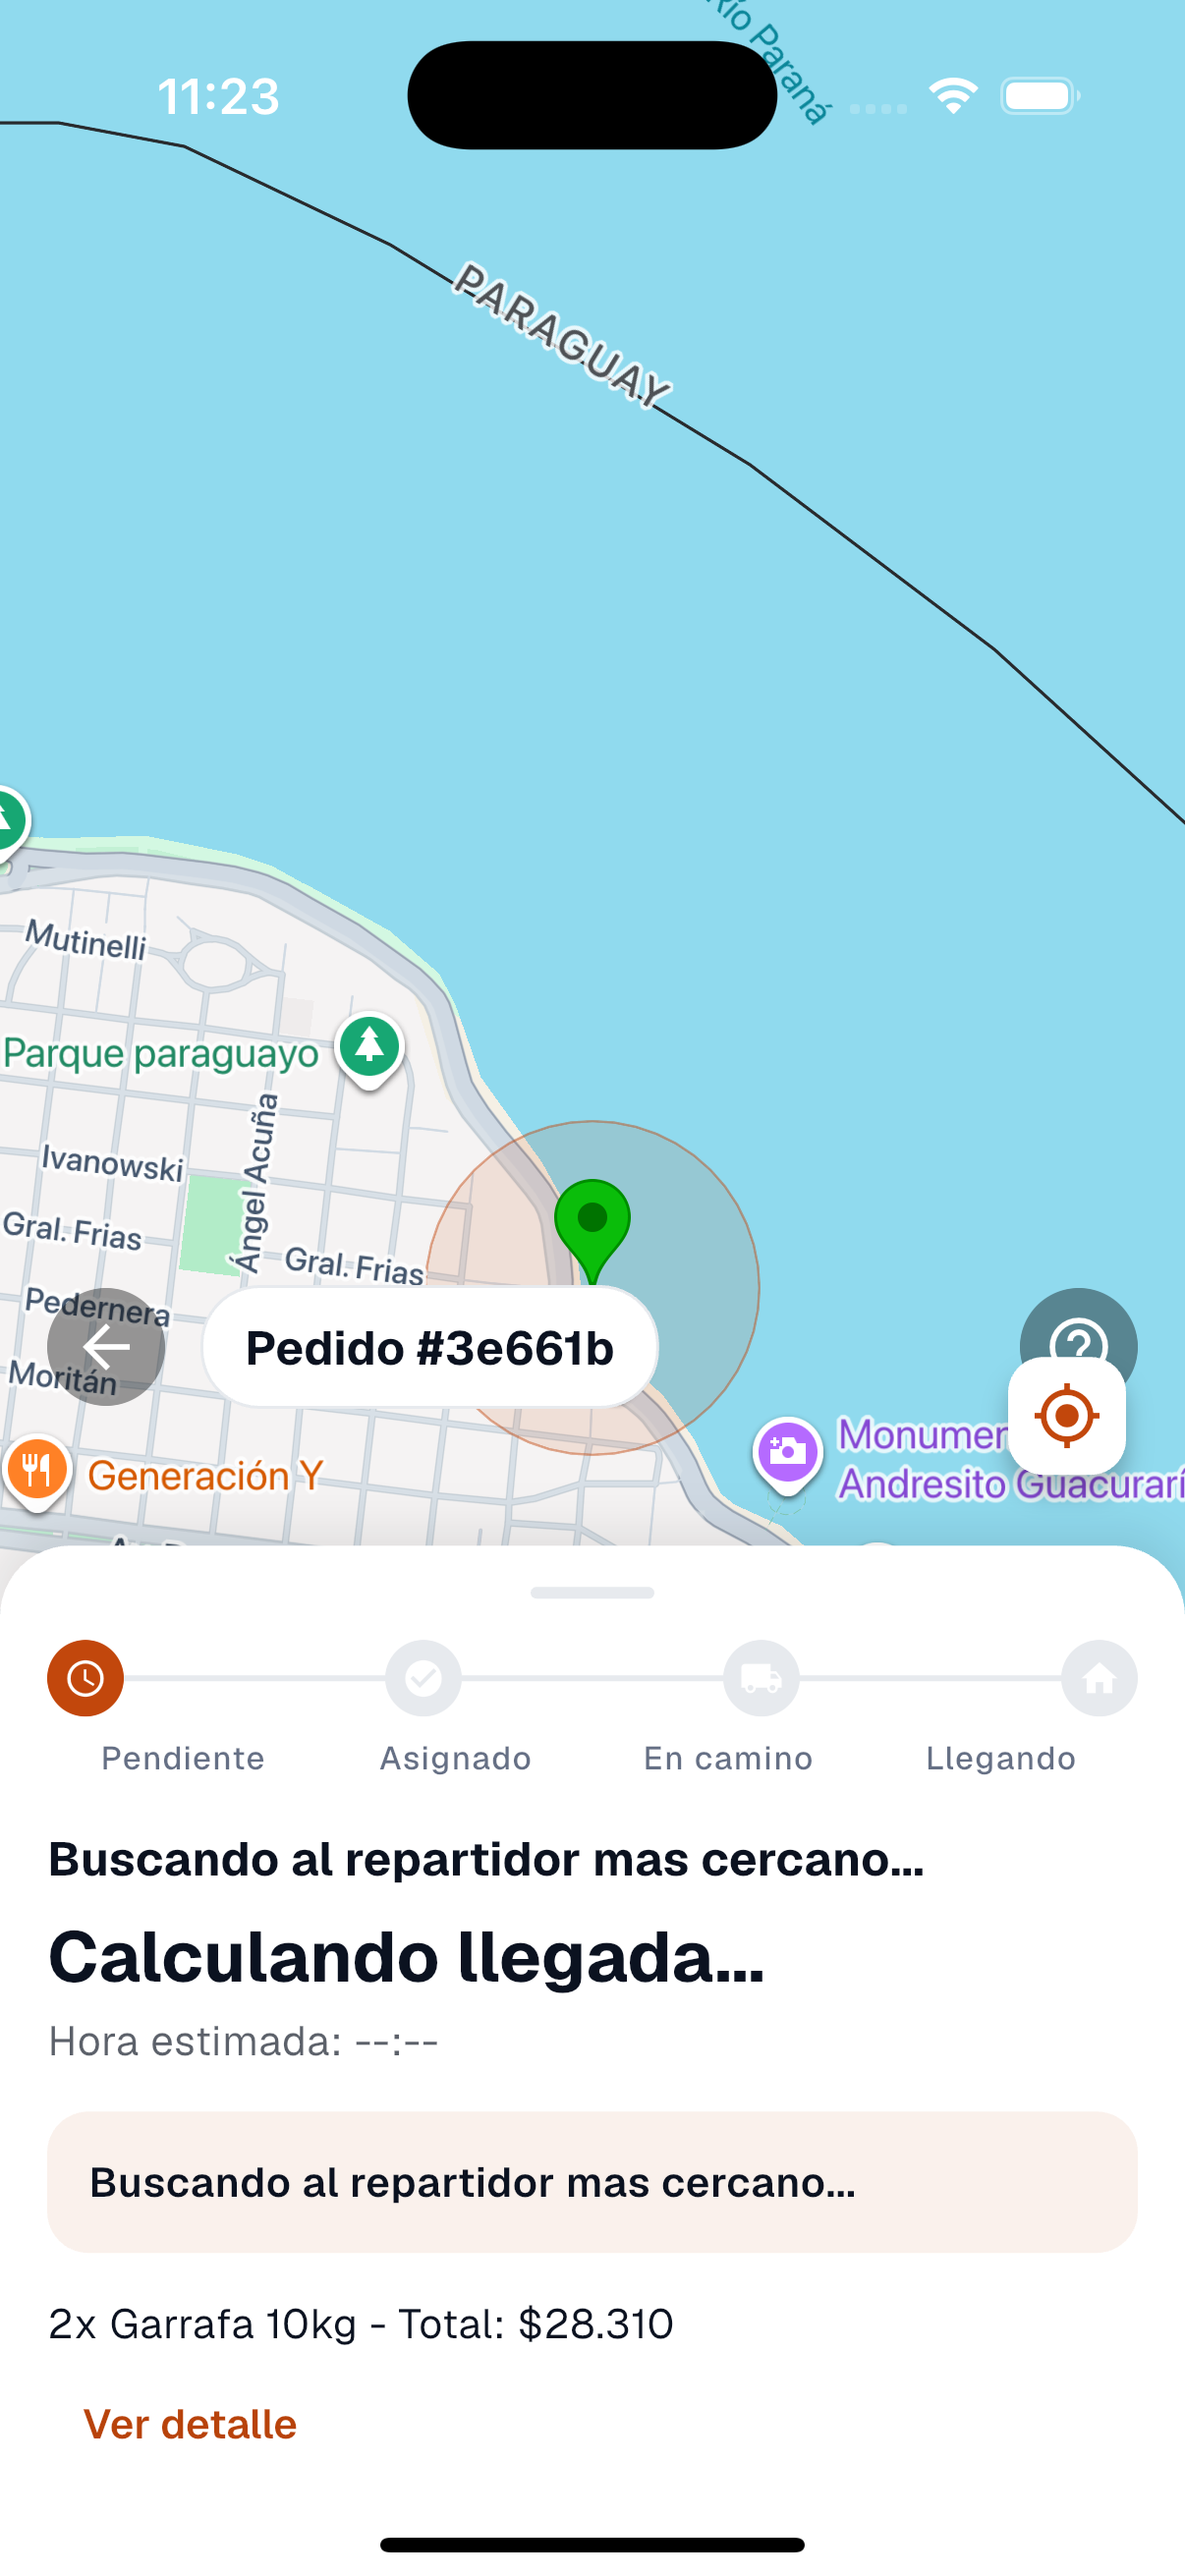 Río Paraná
11:23
PARAGUAY
Mutinelli
Parque paraguayo
Ángel Acuña
Ivanowski
Gral. Frias
Gral. Frias
Pedernera
Pedido #3e661b
Moritán
Generación Y
Andresito Guacurarí
Pendiente
Asignado
En camino
Llegando
Buscando al repartidor mas cercano...
Calculando llegada...
Hora estimada: --:--
Buscando al repartidor mas cercano...
2x Garrafa 10kg - Total: $28.310
Ver detalle